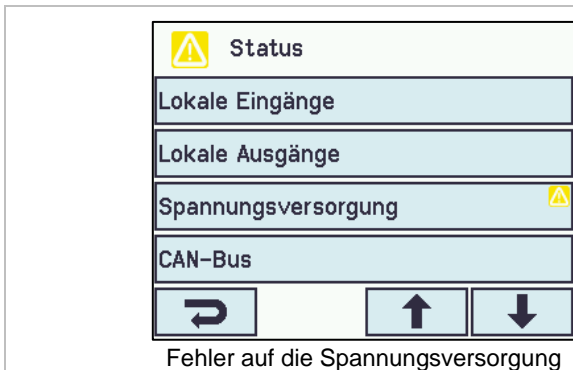 Status
Lokale Eingänge
Lokale Ausgänge
Spannungsversorgung
CAN-Bus
Fehler auf die Spannungsversorgung